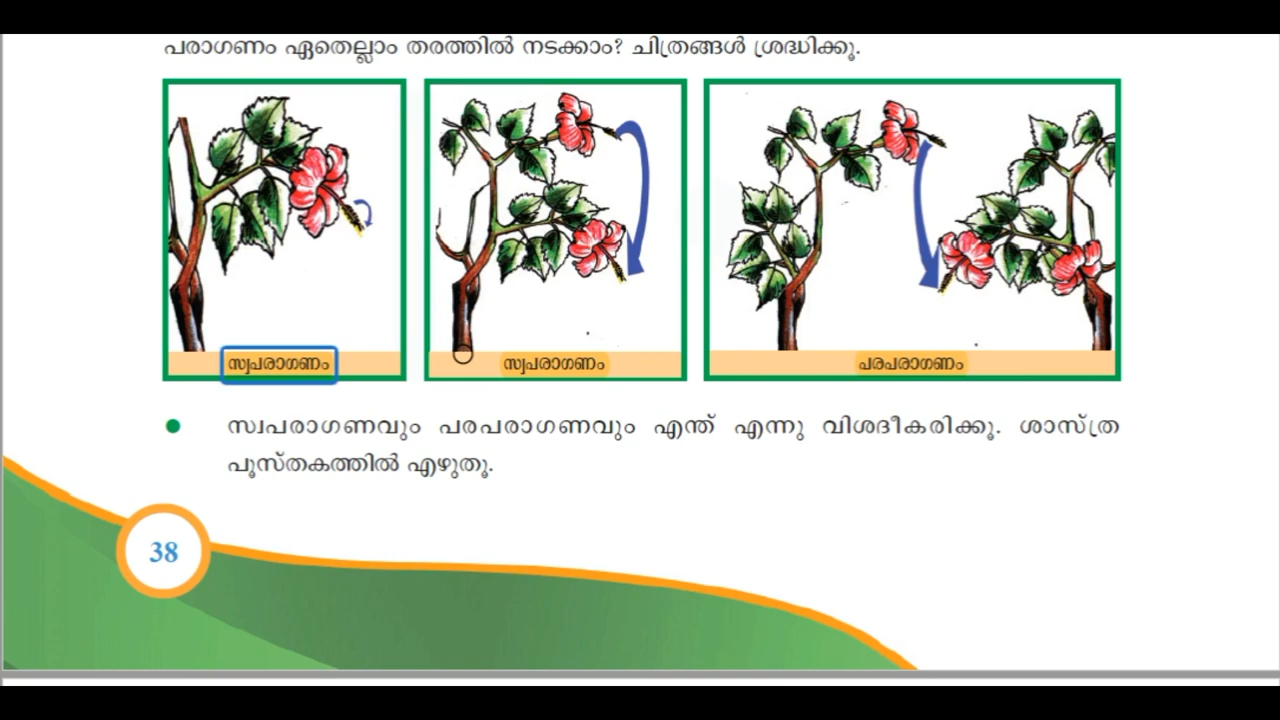 പരാഗണം ഏതെല്ലാം തരത്തിൽ നടക്കാം? ചിത്രങ്ങൾ ശ്രദ്ധിക്കൂ.
സ്വപരാഗണം
സ്വപരാഗണം
പരപരാഗണം
● സ്വപരാഗണവും പരപരാഗണവും എന്ത് എന്നു വിശദീകരിക്കൂ. ശാസ്ത്ര
പുസ്തകത്തിൽ എഴുതൂ.
38